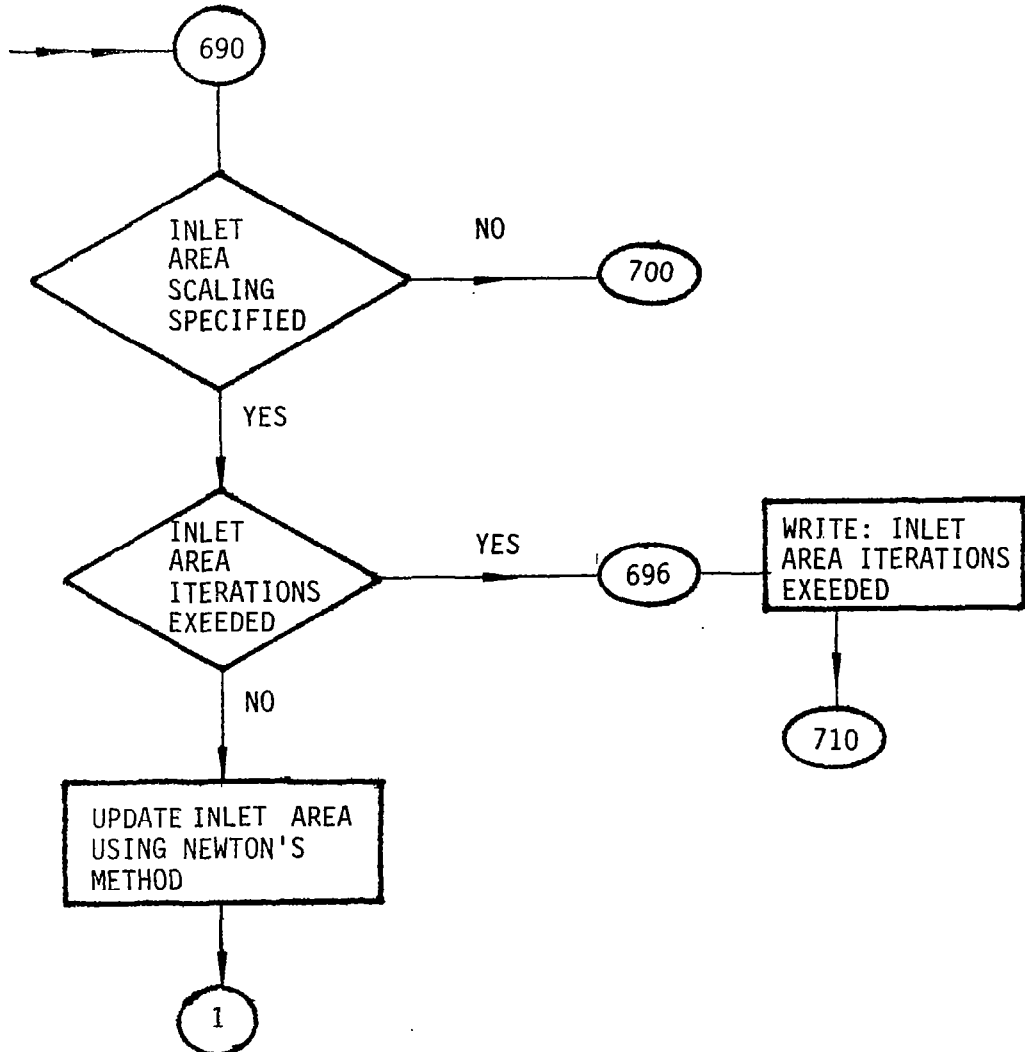 690
INLET
AREA
SCALING
SPECIFIED
NO
700
YES
INLET
AREA
ITERATIONS
EXEEDED
YES
696
WRITE: INLET
AREA ITERATIONS
EXEEDED
NO
710
UPDATE INLET AREA
USING NEWTON'S
METHOD
1